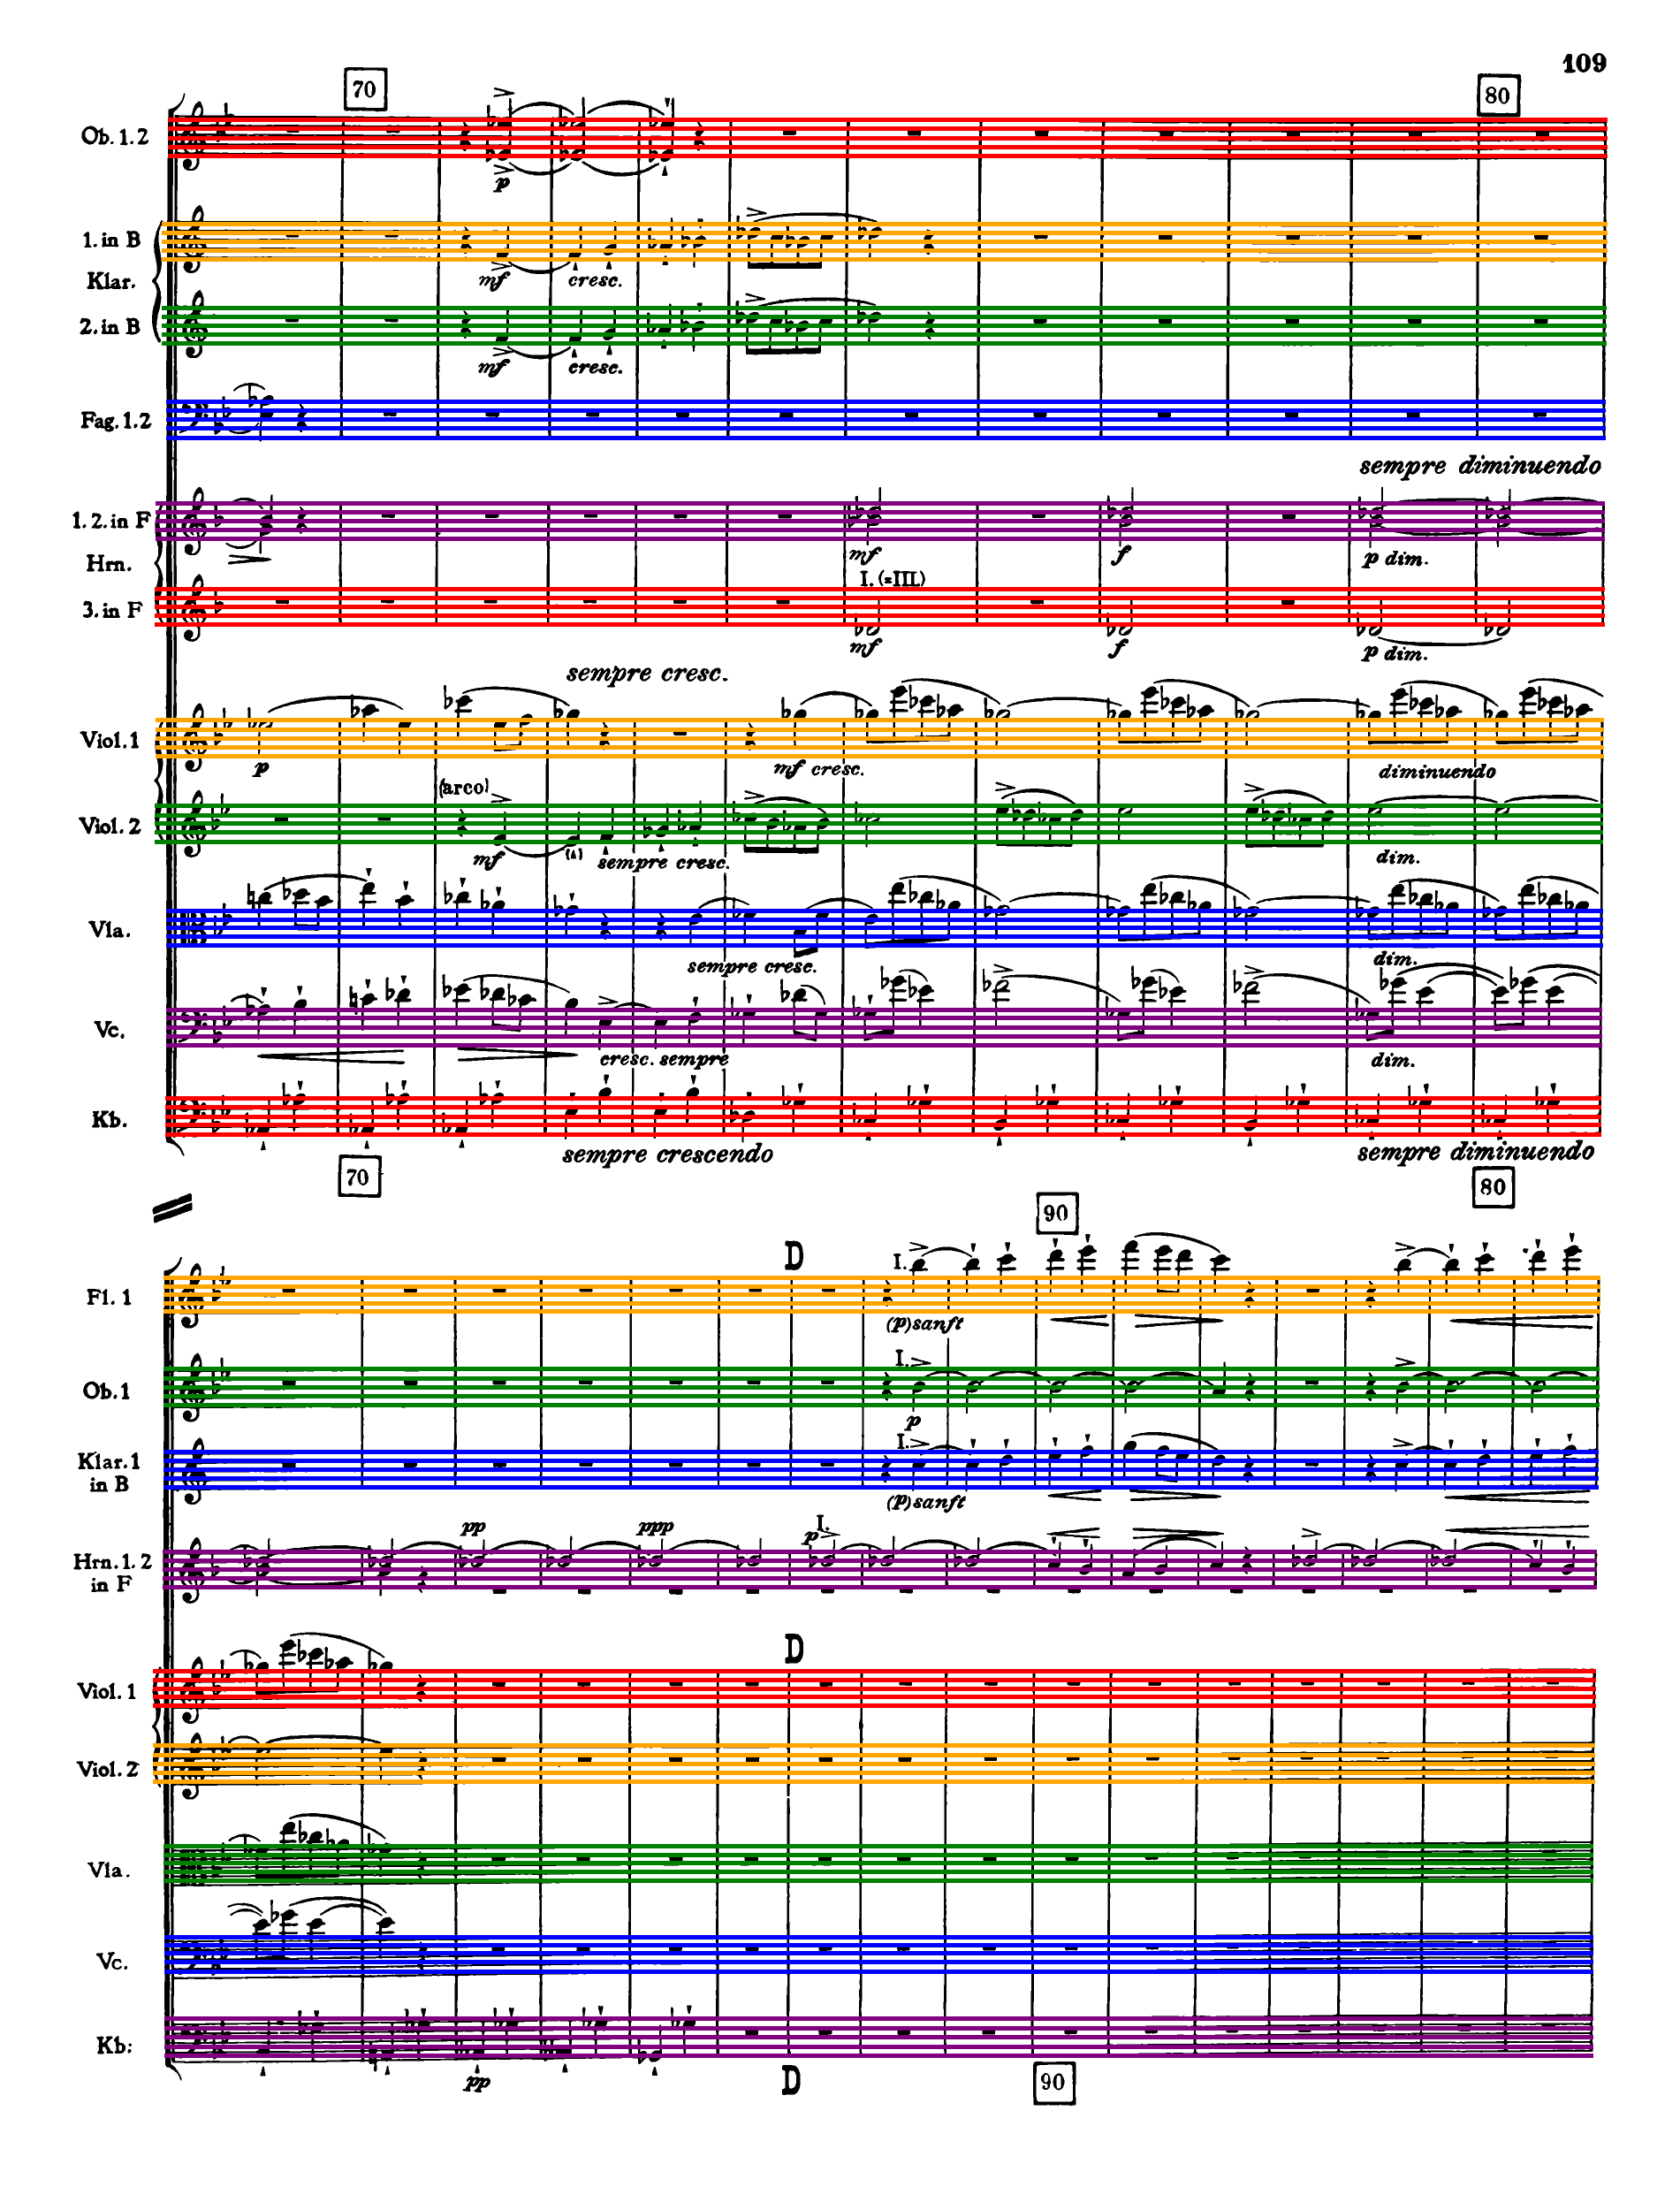 109
70
80
Ob. 1.2
p
1. in B
mf
cresc.
Klar.
2. in B
mf
cresc.
Fag. 1.2
sempre diminuendo
1. 2. in F
mf
f
p dim.
Hrn.
I. (=III.)
3. in F
mf
f
p dim.
sempre cresc.
Viol. 1
p
mf cresc.
diminuendo
(arco)
Viol. 2
mf
sempre cresc.
dim.
Vla.
sempre cresc.
dim.
Vc.
cresc. sempre
dim.
Kb.
sempre crescendo
sempre diminuendo
70
80
90
D
I.
Fl. 1
(p) sanft
I.
Ob. 1
p
I.
Klar. 1
in B
(p) sanft
pp
ppp
I.
p
Hrn. 1. 2
in F
D
Viol. 1
Viol. 2
Vla.
Vc.
Kb:
pp
D
90